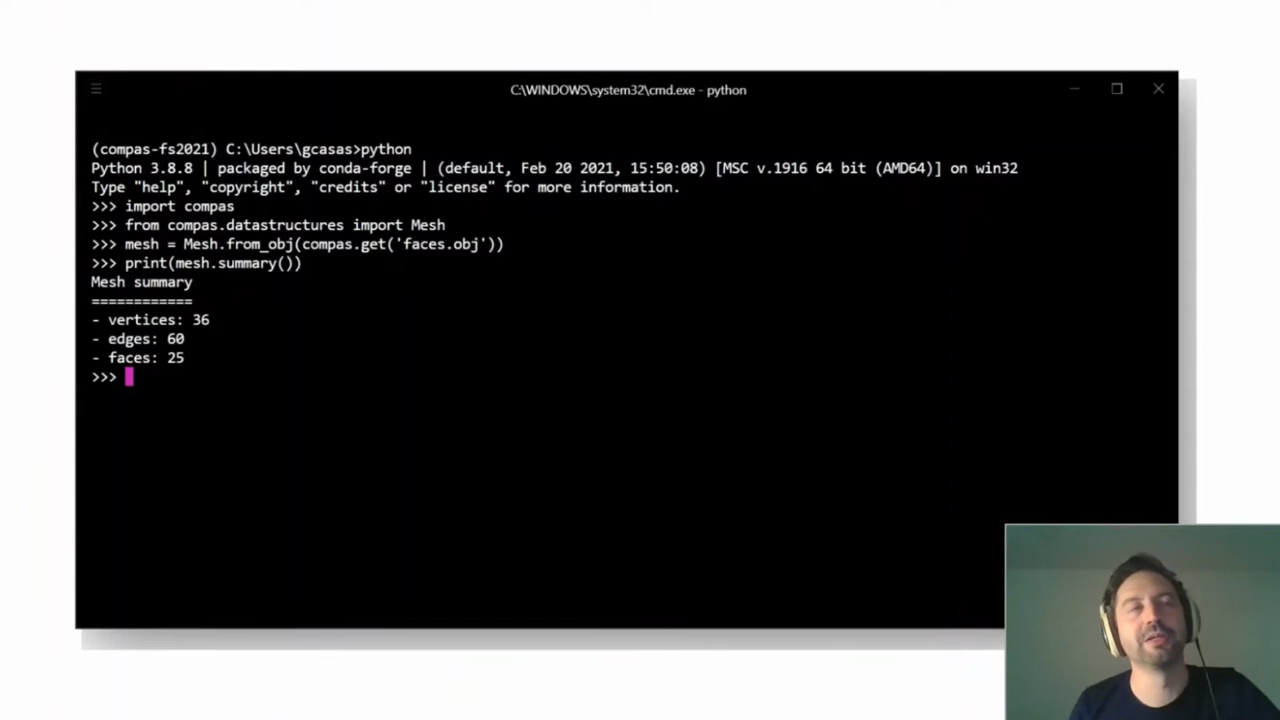 C:\WINDOWS\system32\cmd.exe - python
(compas-fs2021) C:\Users\gcasas>python
Python 3.8.8 | packaged by conda-forge | (default, Feb 20 2021, 15:50:08) [MSC v.1916 64 bit (AMD64)] on win32
Type "help", "copyright", "credits" or "license" for more information.
>>> import compas
>>> from compas.datastructures import Mesh
>>> mesh = Mesh.from_obj(compas.get('faces.obj'))
>>> print(mesh.summary())
Mesh summary
============
- vertices: 36
- edges: 60
- faces: 25
>>>